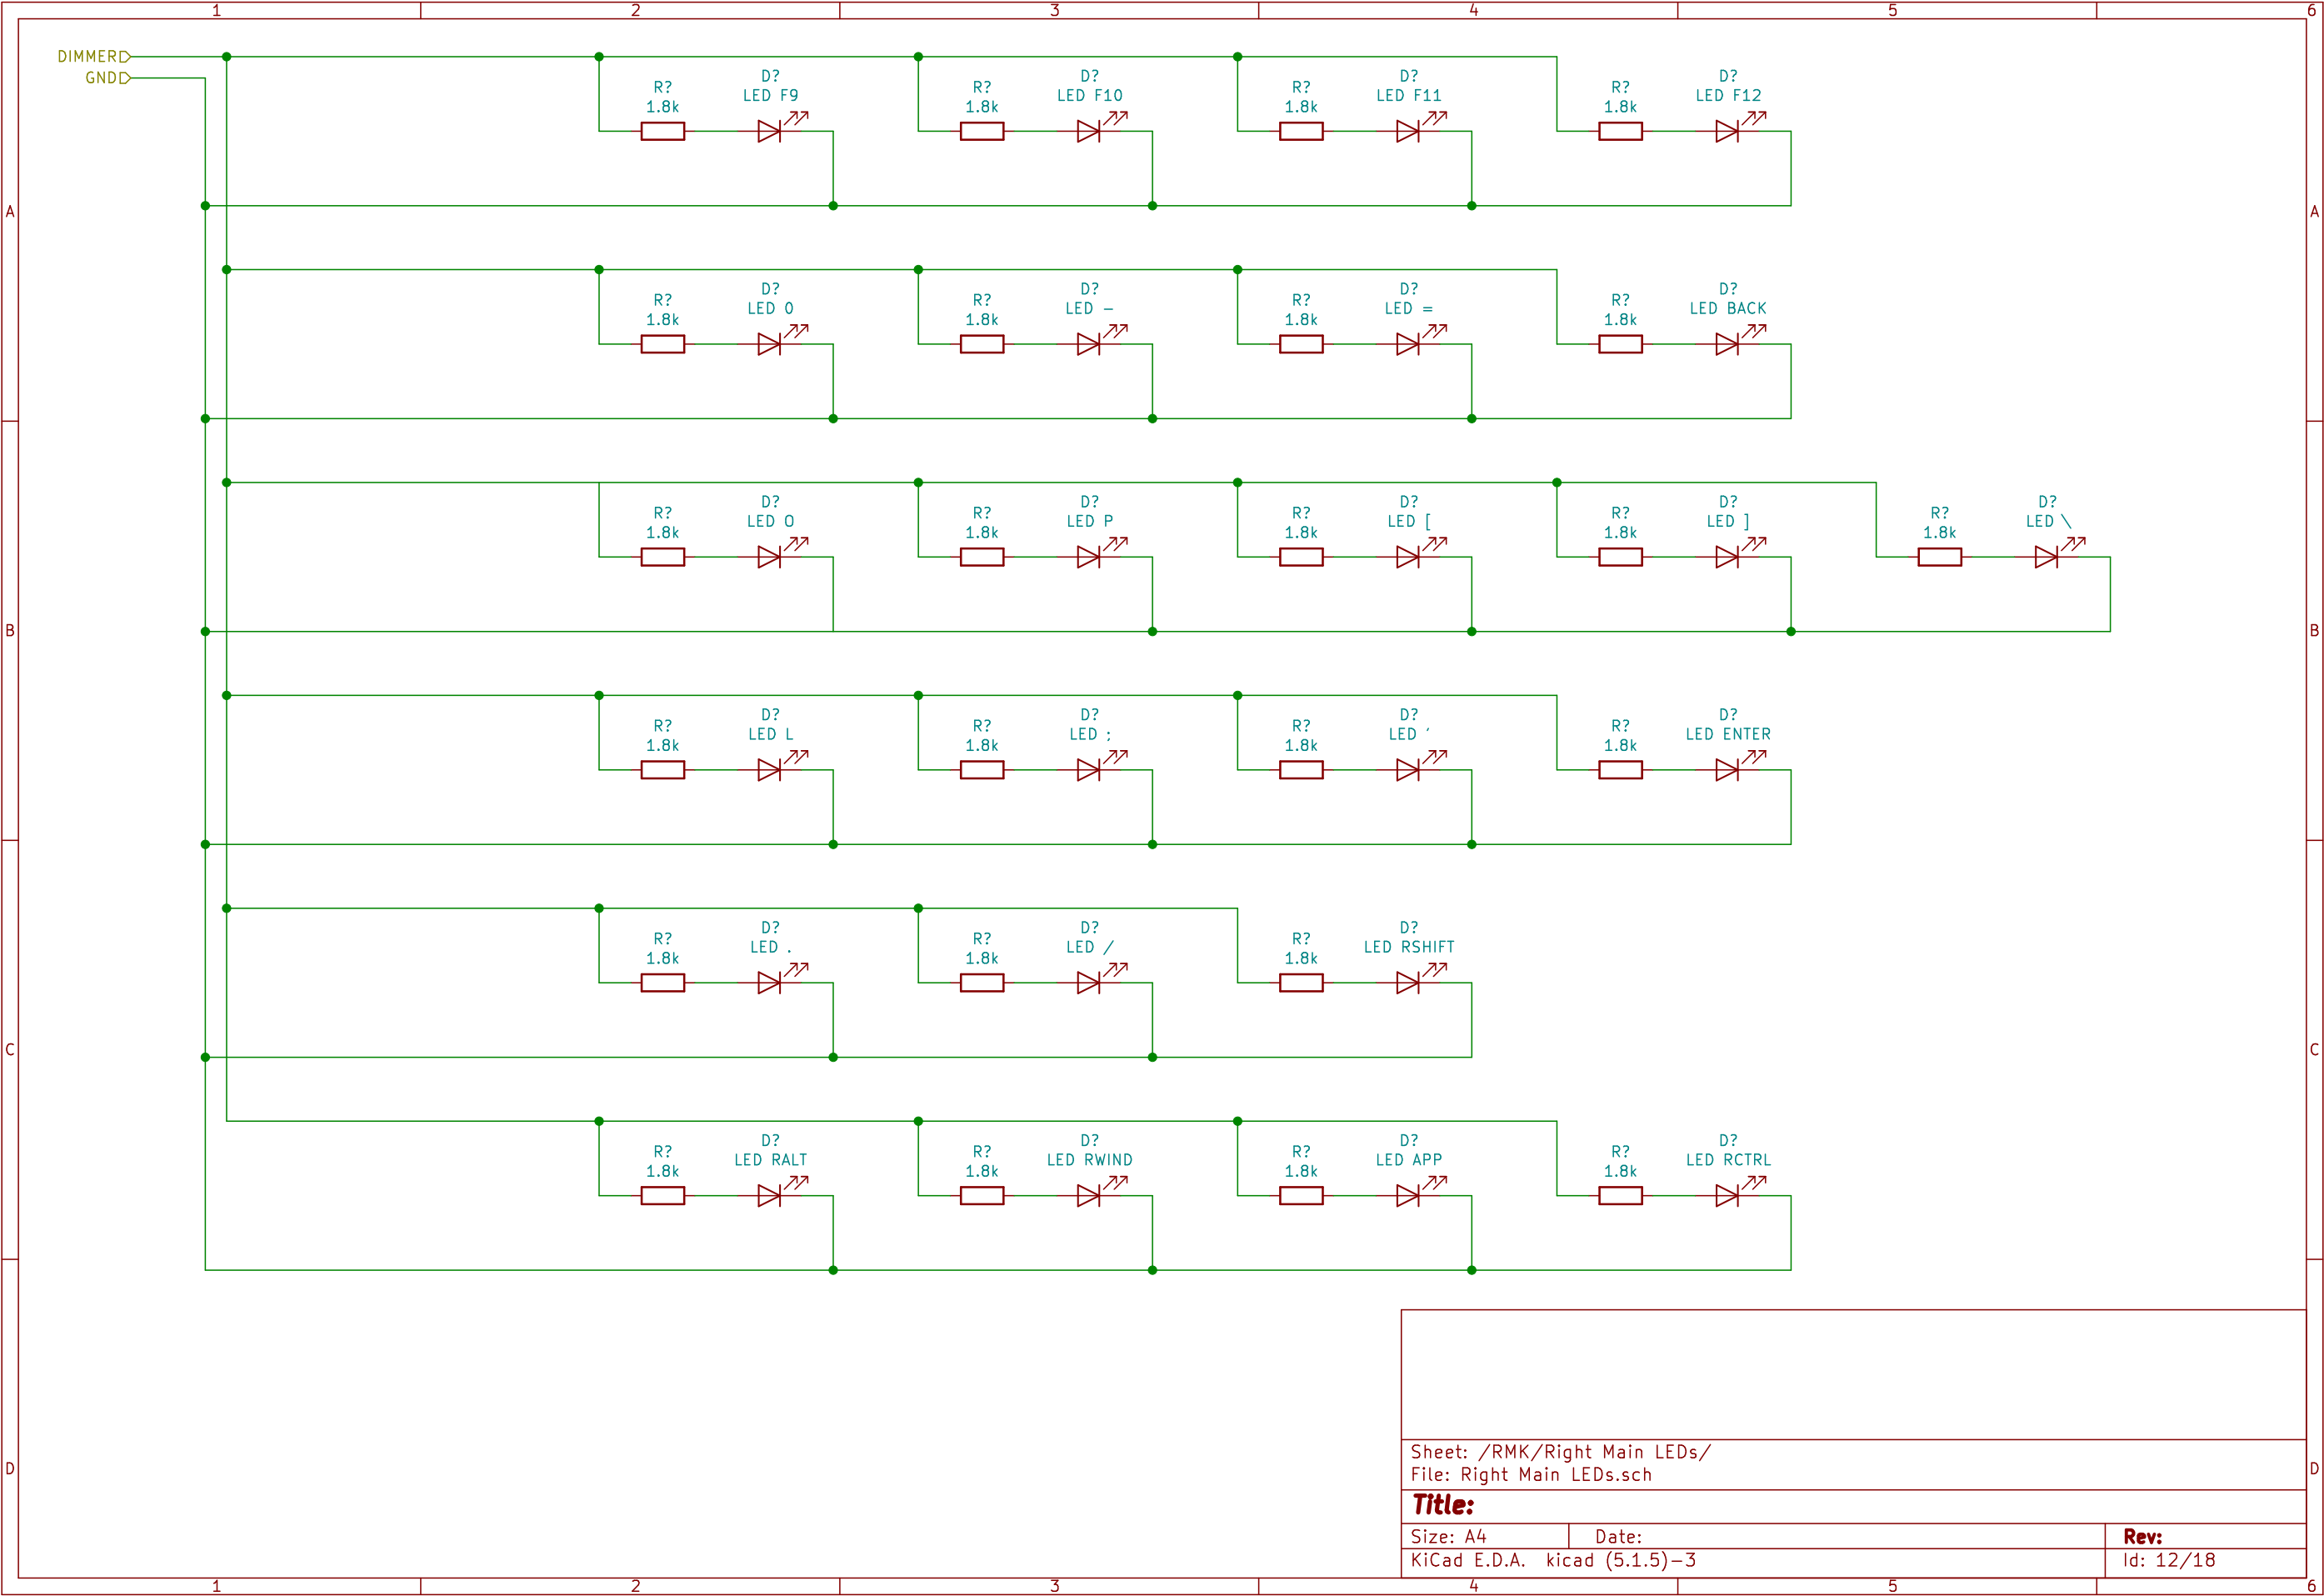 1 2 3 4 5 6
DIMMER
GND
D? D? D? D?
R? LED F9 R? LED F10 R? LED F11 R? LED F12
1.8k 1.8k 1.8k 1.8k
A A
D? D? D? D?
R? LED 0 R? LED - R? LED = R? LED BACK
1.8k 1.8k 1.8k 1.8k
D? D? D? D? D?
R? LED O R? LED P R? LED [ R? LED ] R? LED \
1.8k 1.8k 1.8k 1.8k 1.8k
B B
D? D? D? D?
R? LED L R? LED ; R? LED ' R? LED ENTER
1.8k 1.8k 1.8k 1.8k
D? D? D?
R? LED . R? LED / R? LED RSHIFT
1.8k 1.8k 1.8k
C C
D? D? D? D?
R? LED RALT R? LED RWIND R? LED APP R? LED RCTRL
1.8k 1.8k 1.8k 1.8k
Sheet: /RMK/Right Main LEDs/
File: Right Main LEDs.sch
D D
Title:
Size: A4 Date: Rev:
KiCad E.D.A. kicad (5.1.5)-3 Id: 12/18
1 2 3 4 5 6